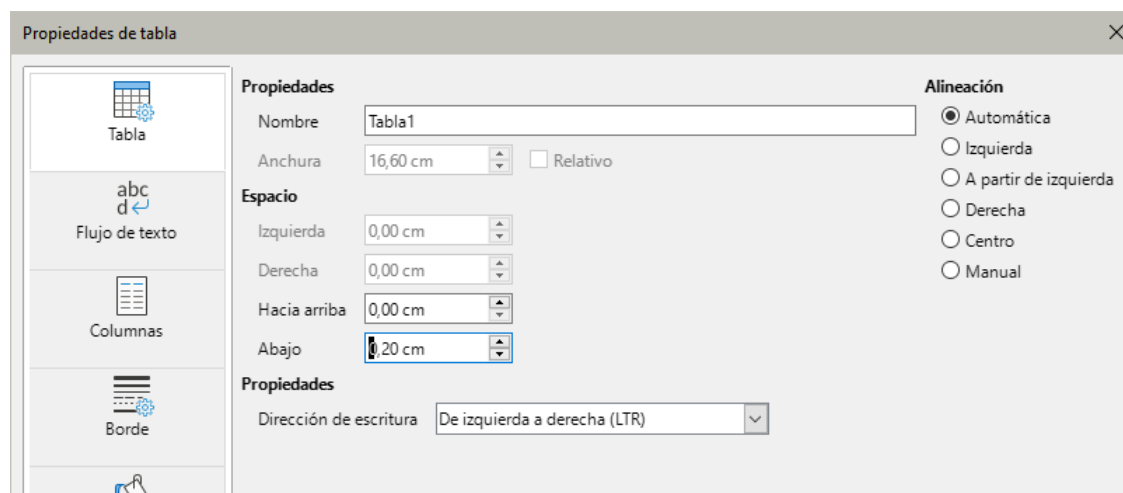 Propiedades de tabla
Tabla
abc
d
Flujo de texto
Columnas
Borde
Propiedades
Nombre Tabla1
Anchura 16,60 cm Relativo
Espacio
Izquierda 0,00 cm
Derecha 0,00 cm
Hacia arriba 0,00 cm
Abajo 0,20 cm
Propiedades
Dirección de escritura De izquierda a derecha (LTR)
Alineación
Automática
Izquierda
A partir de izquierda
Derecha
Centro
Manual